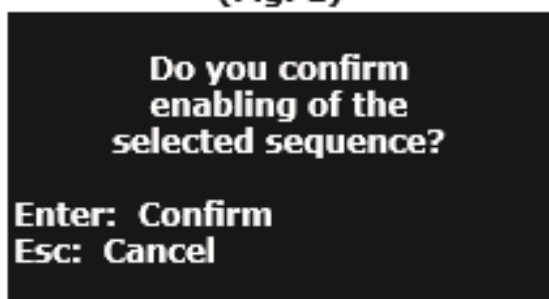 Do you confirm
enabling of the
selected sequence?
Enter: Confirm
Esc: Cancel